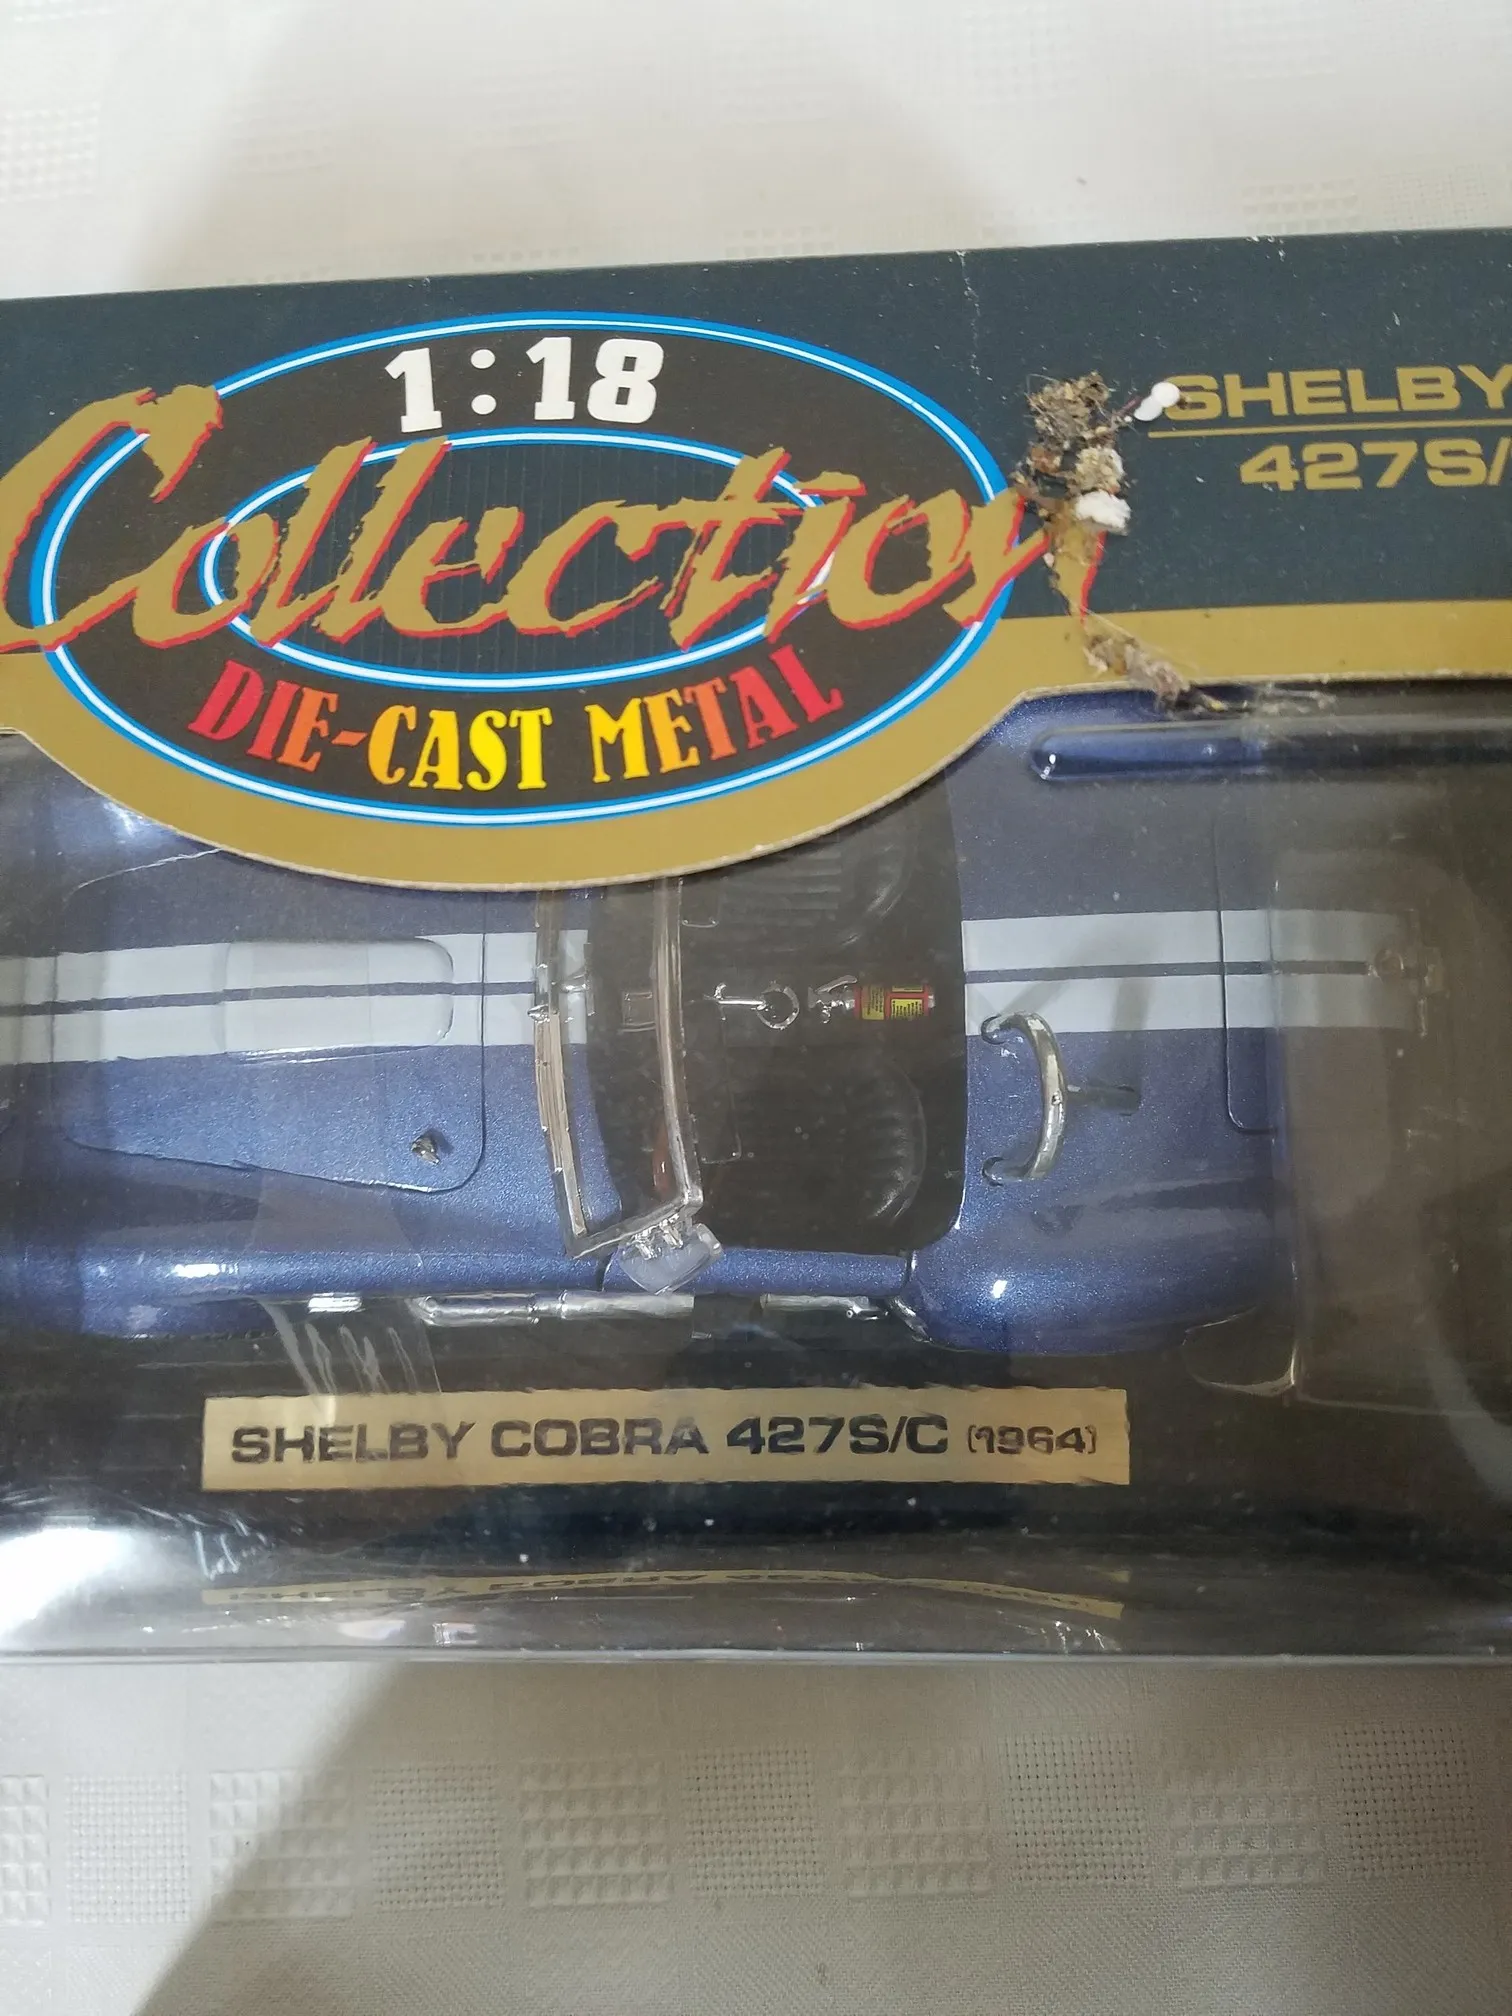 1:18
Collection
DIE-CAST METAL
SHELBY
427S/
SHELBY COBRA 427S/C (1964)